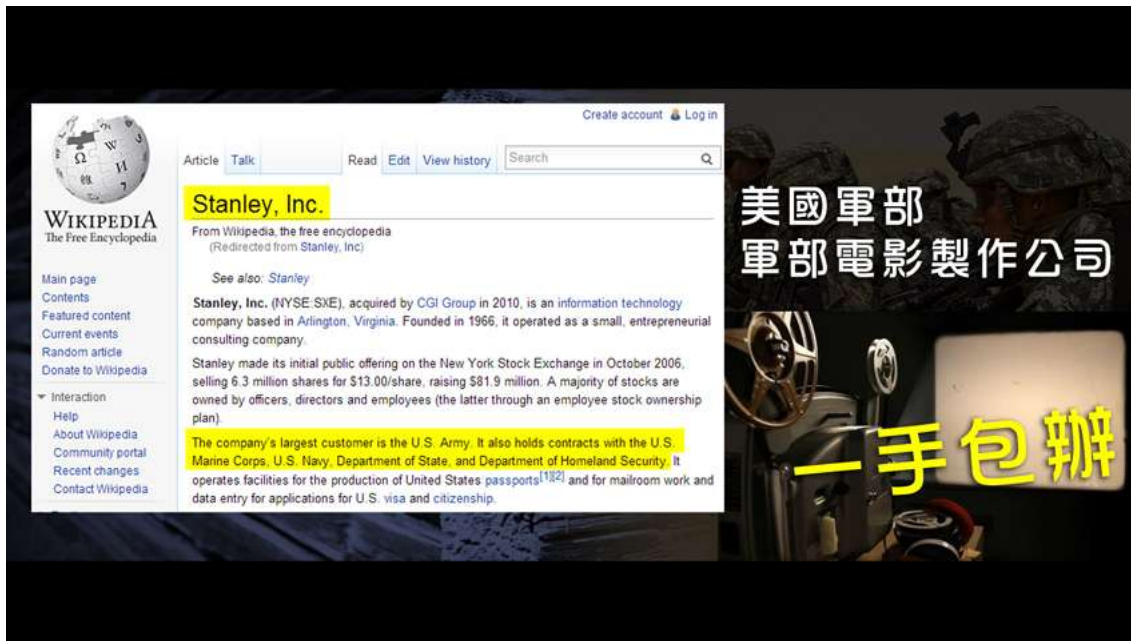 Create account Log in
Article Talk Read Edit View history Search
WIKIPEDIA
The Free Encyclopedia
Main page
Contents
Featured content
Current events
Random article
Donate to Wikipedia
Interaction
Help
About Wikipedia
Community portal
Recent changes
Contact Wikipedia
Stanley, Inc.
From Wikipedia, the free encyclopedia
(Redirected from Stanley, Inc)
See also: Stanley
Stanley, Inc. (NYSE:SXE), acquired by CGI Group in 2010, is an information technology
company based in Arlington, Virginia. Founded in 1966, it operated as a small, entrepreneurial
consulting company.
Stanley made its initial public offering on the New York Stock Exchange in October 2006,
selling 6.3 million shares for $13.00/share, raising $81.9 million. A majority of stocks are
owned by officers, directors and employees (the latter through an employee stock ownership
plan).
The company's largest customer is the U.S. Army. It also holds contracts with the U.S.
Marine Corps, U.S. Navy, Department of State, and Department of Homeland Security. It
operates facilities for the production of United States passports[1][2] and for mailroom work and
data entry for applications for U.S. visa and citizenship.
美國軍部
軍部電影製作公司
一手包辦